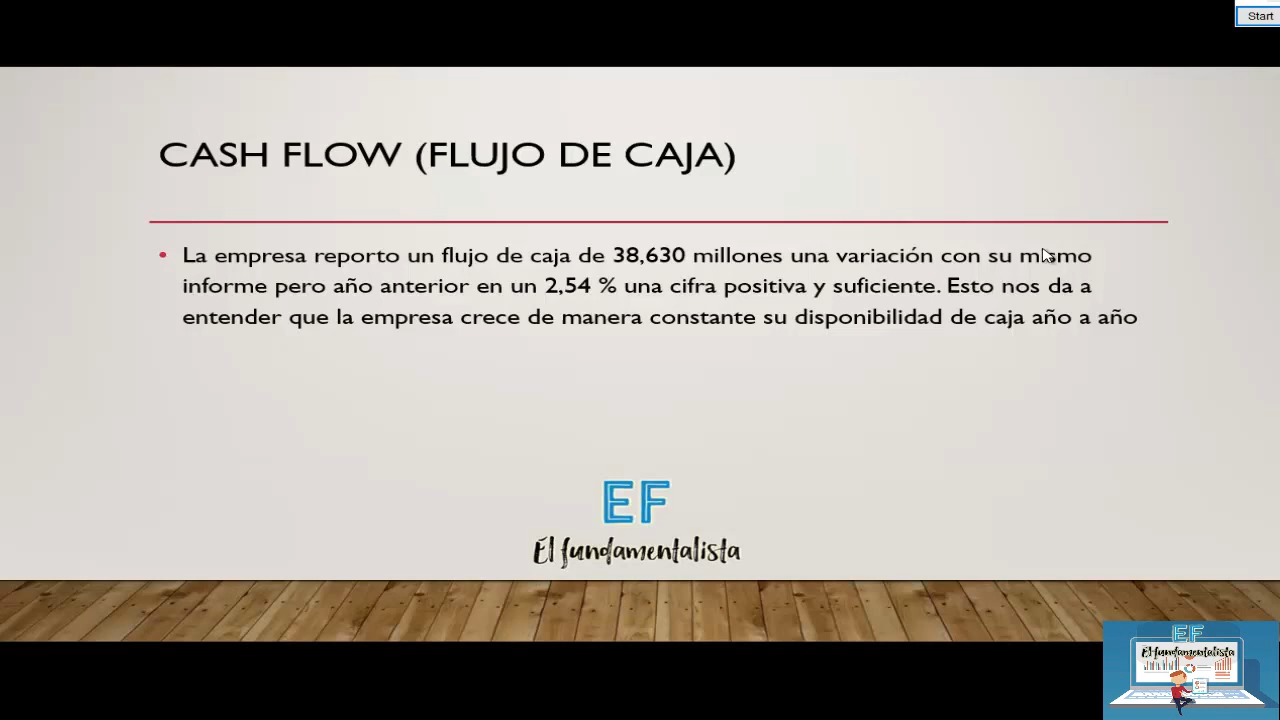 Start
CASH FLOW (FLUJO DE CAJA)
• La empresa reporto un flujo de caja de 38,630 millones una variación con su mismo
informe pero año anterior en un 2,54 % una cifra positiva y suficiente. Esto nos da a
entender que la empresa crece de manera constante su disponibilidad de caja año a año
EF
El fundamentalista
EF
El fundamentalista